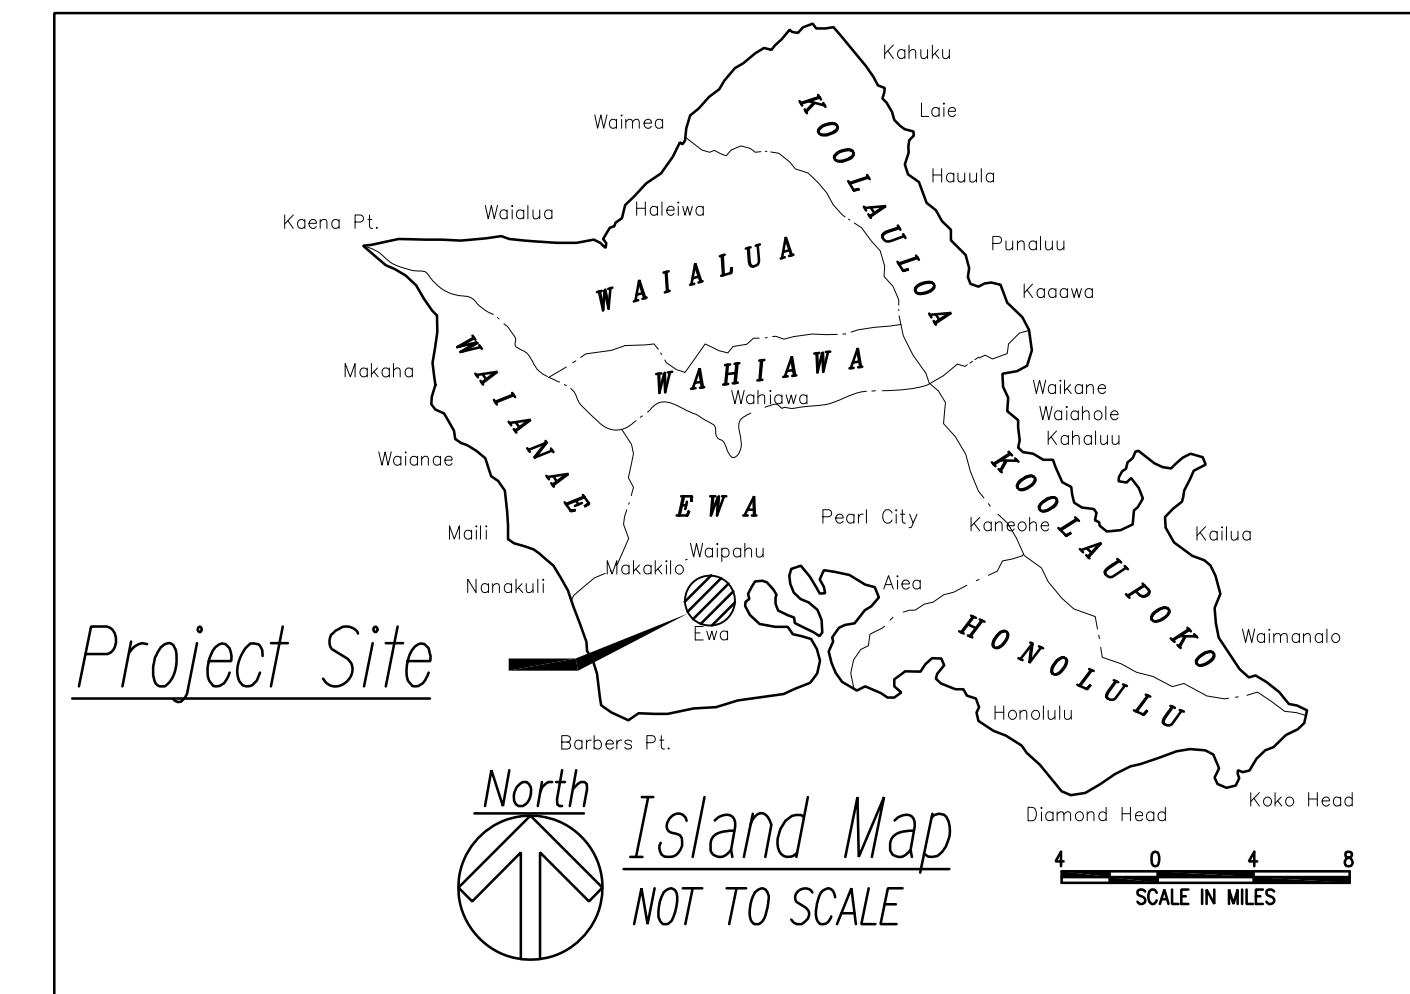 Kahuku
Laie
Waimea
KOOLAULOA
Hauula
Haleiwa
Waialua
Kaena Pt.
Punaluu
WAIALUA
Kaaawa
WAHIAWA
Wahiawa
Makaha
WAIANAE
Waikane
Waiahole
Kahaluu
Waianae
KOOLAUPOKO
EWA
Pearl City
Kaneohe
Maili
Kailua
Waipahu
Makakilo
Nanakuli
Aiea
Ewa
HONOLULU
Waimanalo
Project Site
Honolulu
Barbers Pt.
North
Island Map
NOT TO SCALE
Koko Head
Diamond Head
4 0 4 8
SCALE IN MILES